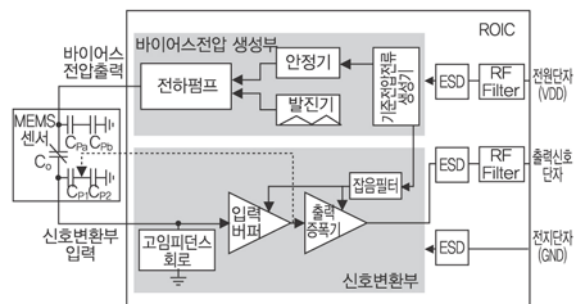 ROIC
바이어스
전압출력
바이어스전압 생성부
전하펌프
안정기
발진기
기준전압전류
생성기
ESD
RF
Filter
전원단자
(VDD)
MEMS
센서
CPa CPb
Co
CP1 CP2
신호변환부
입력
고임피던스
회로
입력
버퍼
출력
증폭기
잡음필터
신호변환부
ESD
RF
Filter
출력신호
단자
ESD
전지단자
(GND)